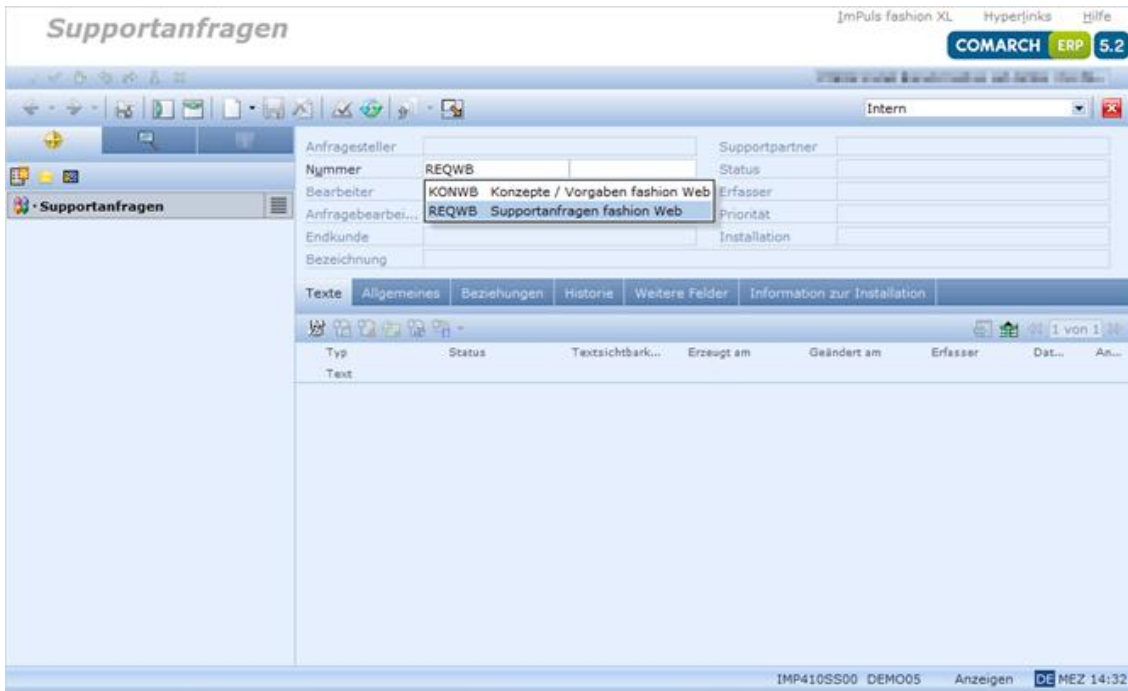 Supportanfragen
ImPuls fashion XL Hyperlinks Hilfe
COMARCH ERP 5.2
Intern
Anfragesteller Supportpartner
Nummer REQWB Status
Bearbeiter KONWB Konzepte / Vorgaben fashion Web Erfasser
Supportanfragen Anfragebearbei... REQWB Supportanfragen fashion Web Priorität
Endkunde Installation
Bezeichnung
Texte Allgemeines Beziehungen Historie Weitere Felder Information zur Installation
1 von 1
Typ Status Textsichtbark... Erzeugt am Geändert am Erfasser Dat... An...
Text
IMP410SS00 DEMO05 Anzeigen DE MEZ 14:32